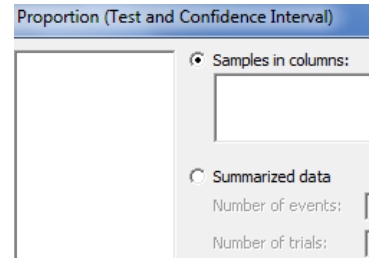 Proportion (Test and Confidence Interval)
Samples in columns:
Summarized data
Number of events:
Number of trials: